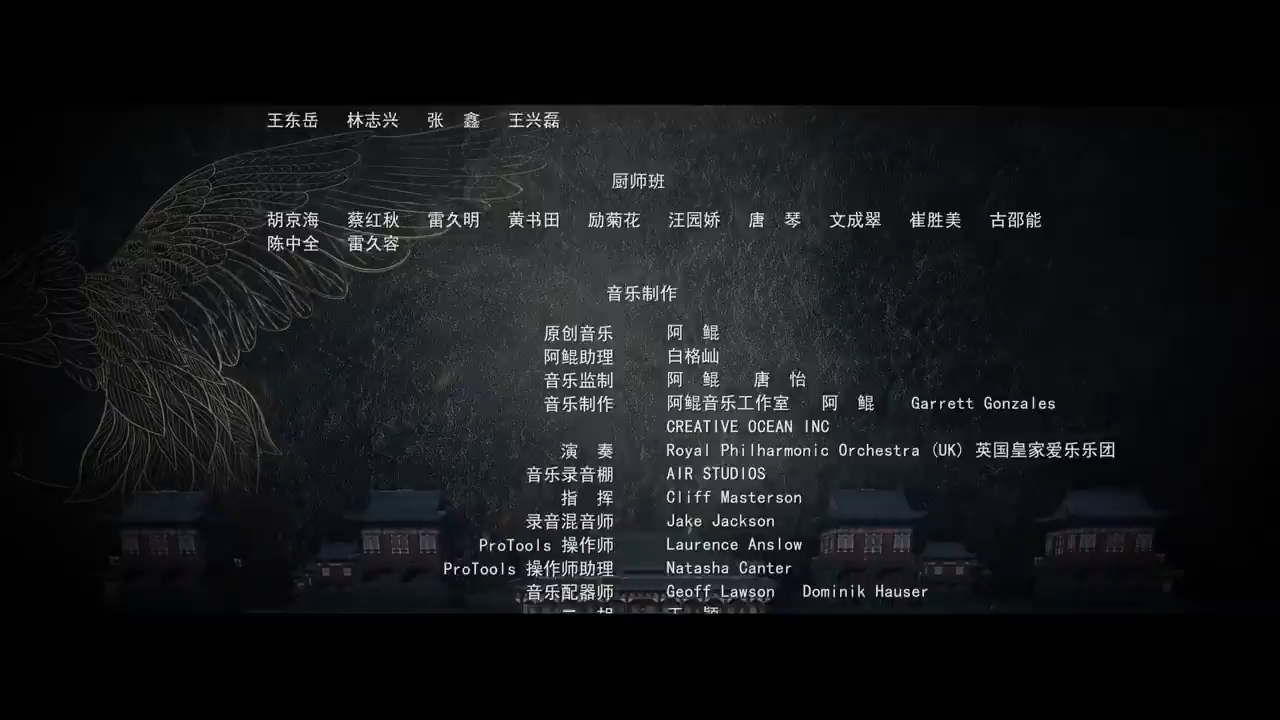 王东岳 林志兴 张 鑫 王兴磊
厨师班
胡京海 蔡红秋 雷久明 黄书田 励菊花 汪园娇 唐 琴 文成翠 崔胜美 古邵能
陈中全 雷久容
音乐制作
原创音乐 阿 鲲
阿鲲助理 白格屾
音乐监制 阿 鲲 唐 怡
音乐制作 阿鲲音乐工作室 阿 鲲 Garrett Gonzales
CREATIVE OCEAN INC
演 奏 Royal Philharmonic Orchestra (UK) 英国皇家爱乐乐团
音乐录音棚 AIR STUDIOS
指 挥 Cliff Masterson
录音混音师 Jake Jackson
ProTools 操作师 Laurence Anslow
ProTools 操作师助理 Natasha Canter
音乐配器师 Geoff Lawson Dominik Hauser